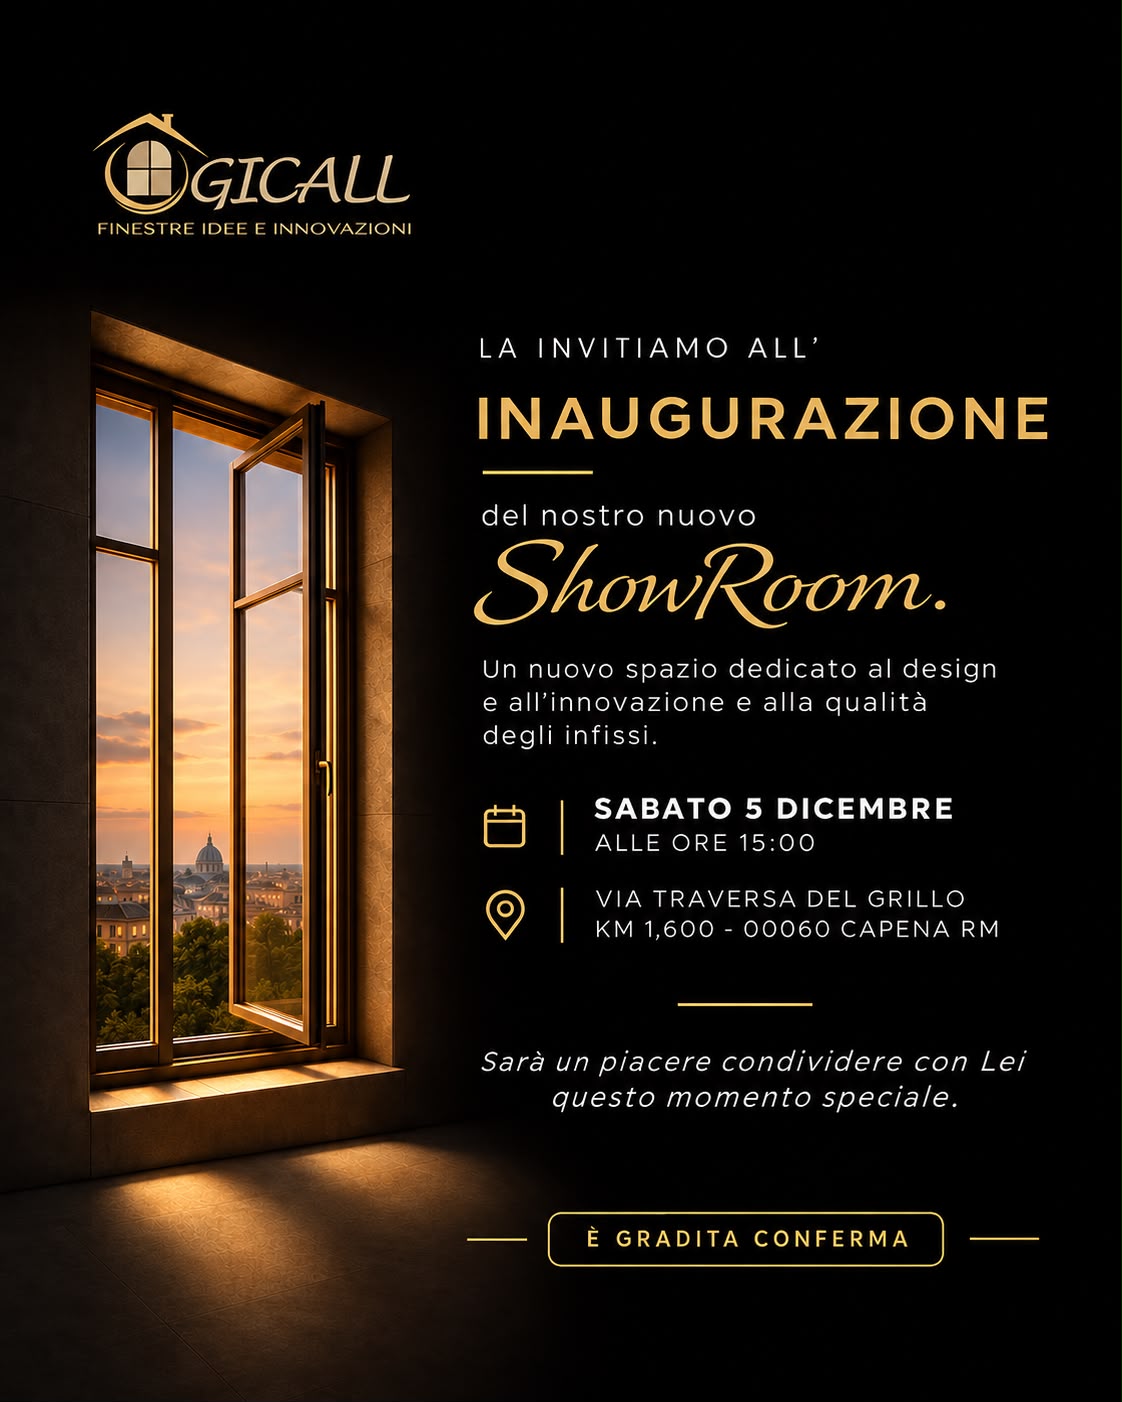 GICALL
FINESTRE IDEE E INNOVAZIONI
LA INVITIAMO ALL’
INAUGURAZIONE
del nostro nuovo
ShowRoom.
Un nuovo spazio dedicato al design
e all’innovazione e alla qualità
degli infissi.
SABATO 5 DICEMBRE
ALLE ORE 15:00
VIA TRAVERSA DEL GRILLO
KM 1,600 - 00060 CAPENA RM
Sarà un piacere condividere con Lei
questo momento speciale.
È GRADITA CONFERMA